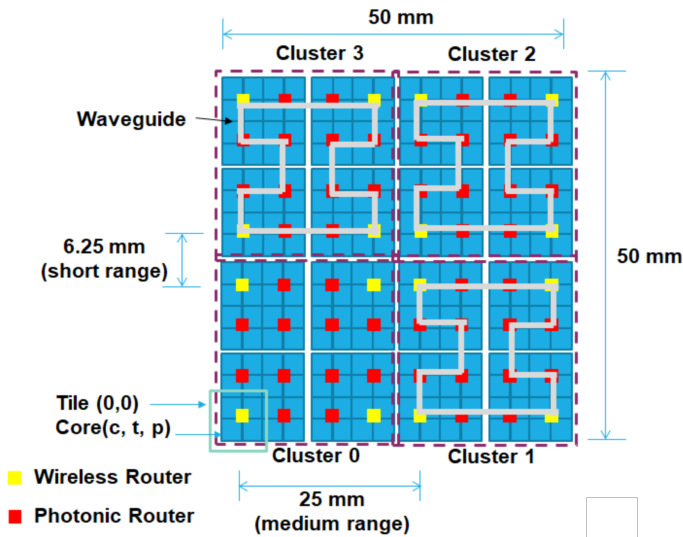 50 mm
Cluster 3
Cluster 2
Waveguide
6.25 mm
(short range)
50 mm
Tile (0,0)
Core(c, t, p)
Cluster 0
Cluster 1
Wireless Router
25 mm
(medium range)
Photonic Router